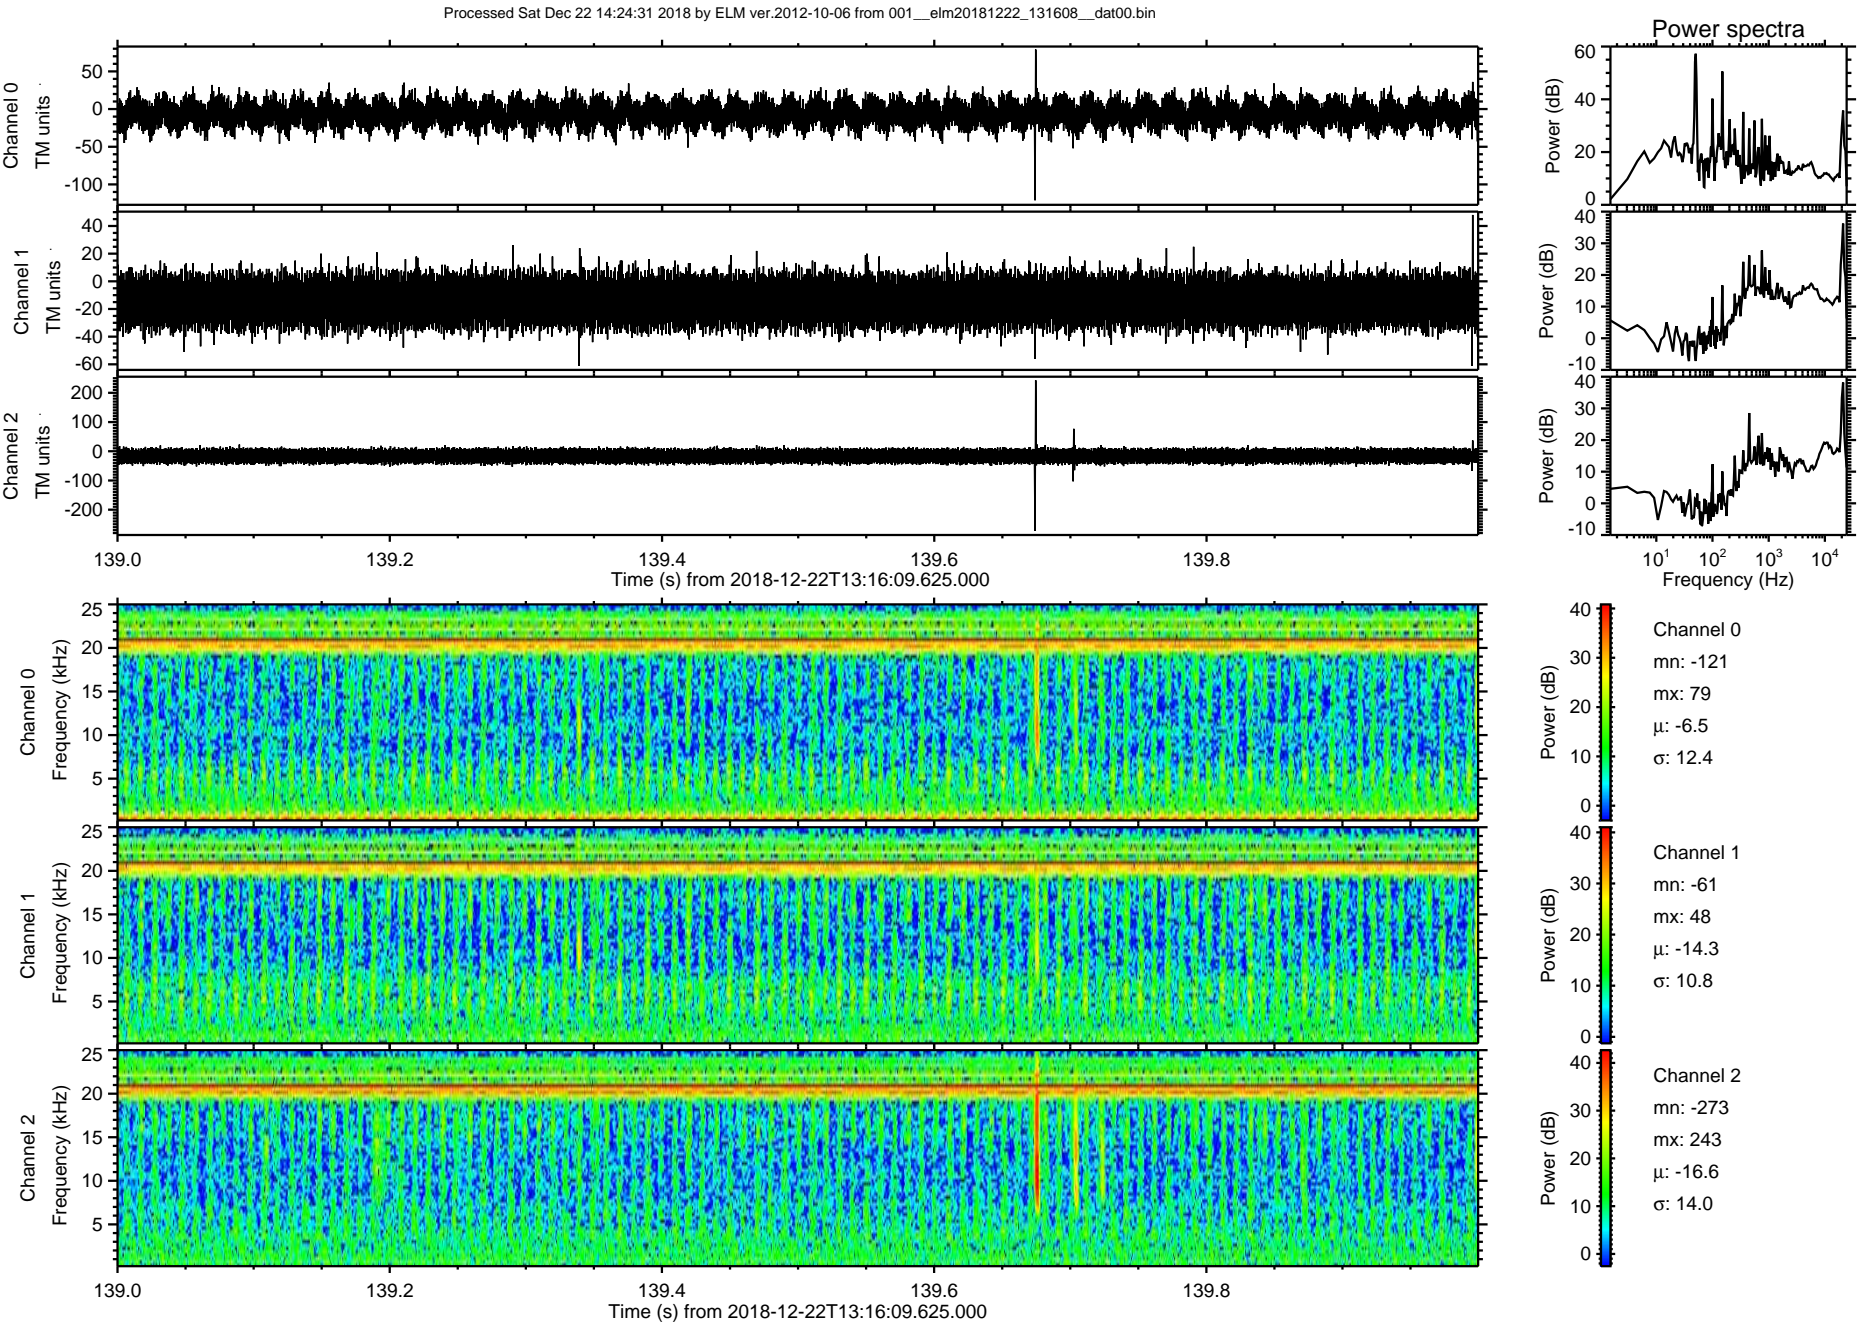 Processed Sat Dec 22 14:24:31 2018 by ELM ver.2012-10-06 from 001__elm20181222_131608__dat00.bin
Power spectra
Channel 0
TM units
50
0
-50
-100
Power (dB)
60
40
20
0
Channel 1
TM units
40
20
0
-20
-40
-60
Power (dB)
40
30
20
10
0
-10
Channel 2
TM units
200
100
0
-100
-200
Power (dB)
40
30
20
10
0
-10
139.0 139.2 139.4 139.6 139.8
Time (s) from 2018-12-22T13:16:09.625.000
10¹ 10² 10³ 10⁴
Frequency (Hz)
Channel 0
Frequency (kHz)
25
20
15
10
5
Power (dB)
40
30
20
10
0
Channel 0
mn: -121
mx: 79
μ: -6.5
σ: 12.4
Channel 1
Frequency (kHz)
25
20
15
10
5
Power (dB)
40
30
20
10
0
Channel 1
mn: -61
mx: 48
μ: -14.3
σ: 10.8
Channel 2
Frequency (kHz)
25
20
15
10
5
Power (dB)
40
30
20
10
0
Channel 2
mn: -273
mx: 243
μ: -16.6
σ: 14.0
139.0 139.2 139.4 139.6 139.8
Time (s) from 2018-12-22T13:16:09.625.000